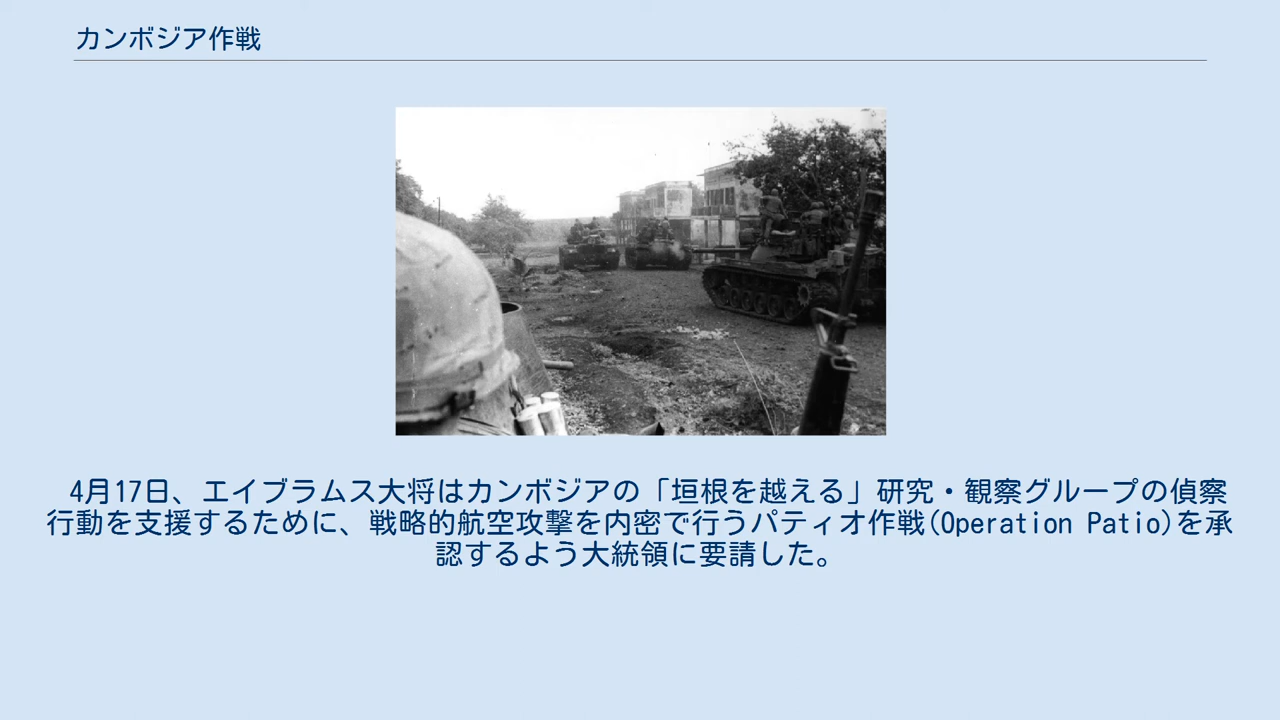 カンボジア作戦
4月17日、エイブラムス大将はカンボジアの「垣根を越える」研究・観察グループの偵察
行動を支援するために、戦略的航空攻撃を内密で行うパティオ作戦(Operation Patio)を承
認するよう大統領に要請した。